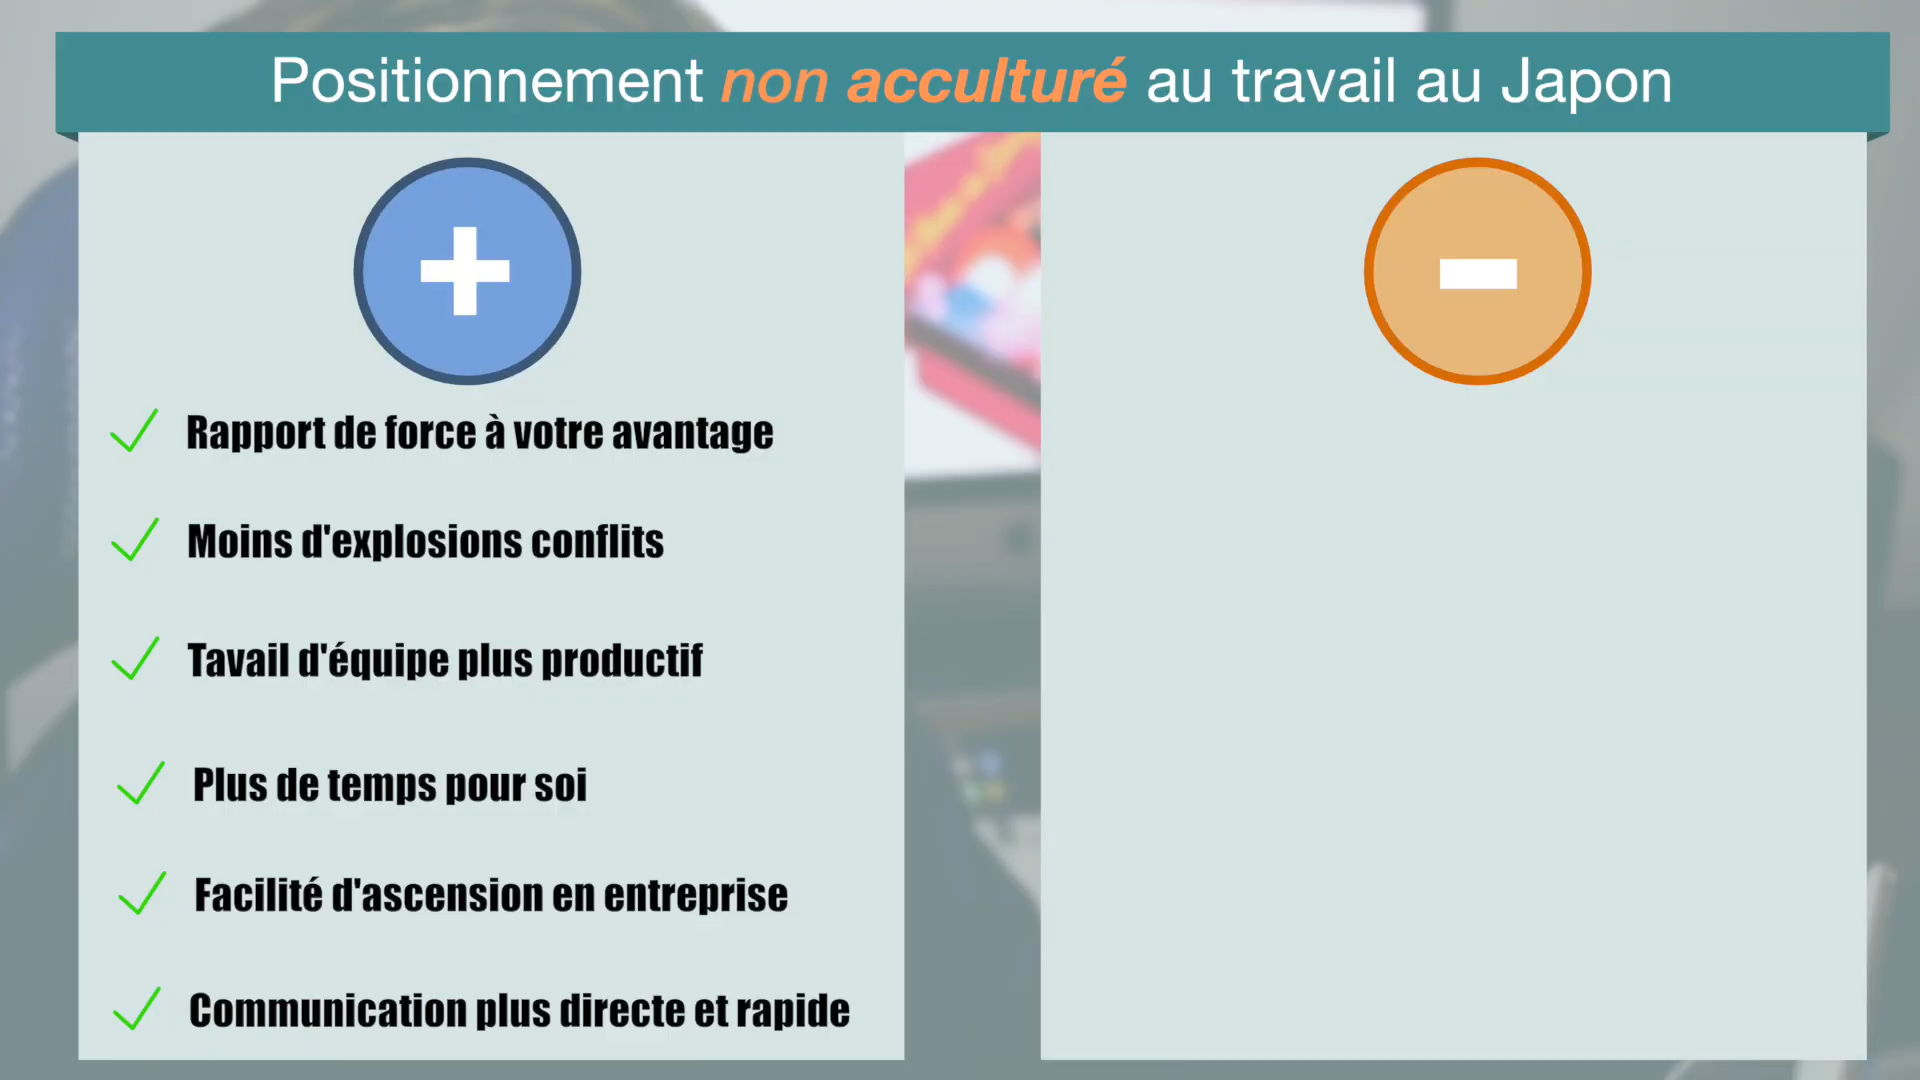 Positionnement non acculturé au travail au Japon
Rapport de force à votre avantage
Moins d'explosions conflits
Tavail d'équipe plus productif
Plus de temps pour soi
Facilité d'ascension en entreprise
Communication plus directe et rapide